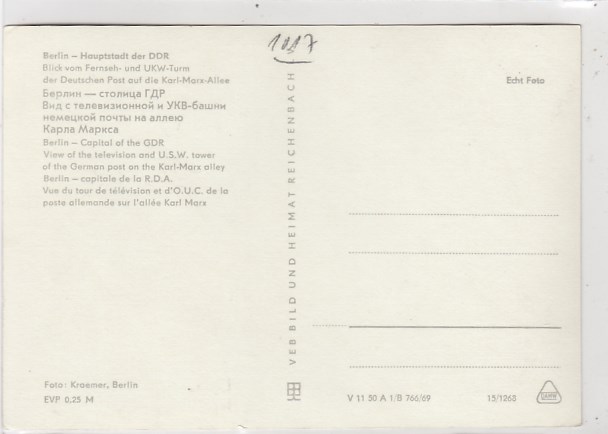 1017
Berlin – Hauptstadt der DDR
Blick vom Fernseh- und UKW-Turm
der Deutschen Post auf die Karl-Marx-Allee
Берлин — столица ГДР
Вид с телевизионной и УКВ-башни
немецкой почты на аллею
Карла Маркса
Berlin – Capital of the GDR
View of the television and U.S.W. tower
of the German post on the Karl-Marx alley
Berlin – capitale de la R.D.A.
Vue du tour de télévision et d'O.U.C. de la
poste allemande sur l'allée Karl Marx
Foto: Kroemer, Berlin
EVP 0,25 M
VEB BILD UND HEIMAT REICHENBACH
Echt Foto
V 11 50 A 1/B 766/69
15/1268